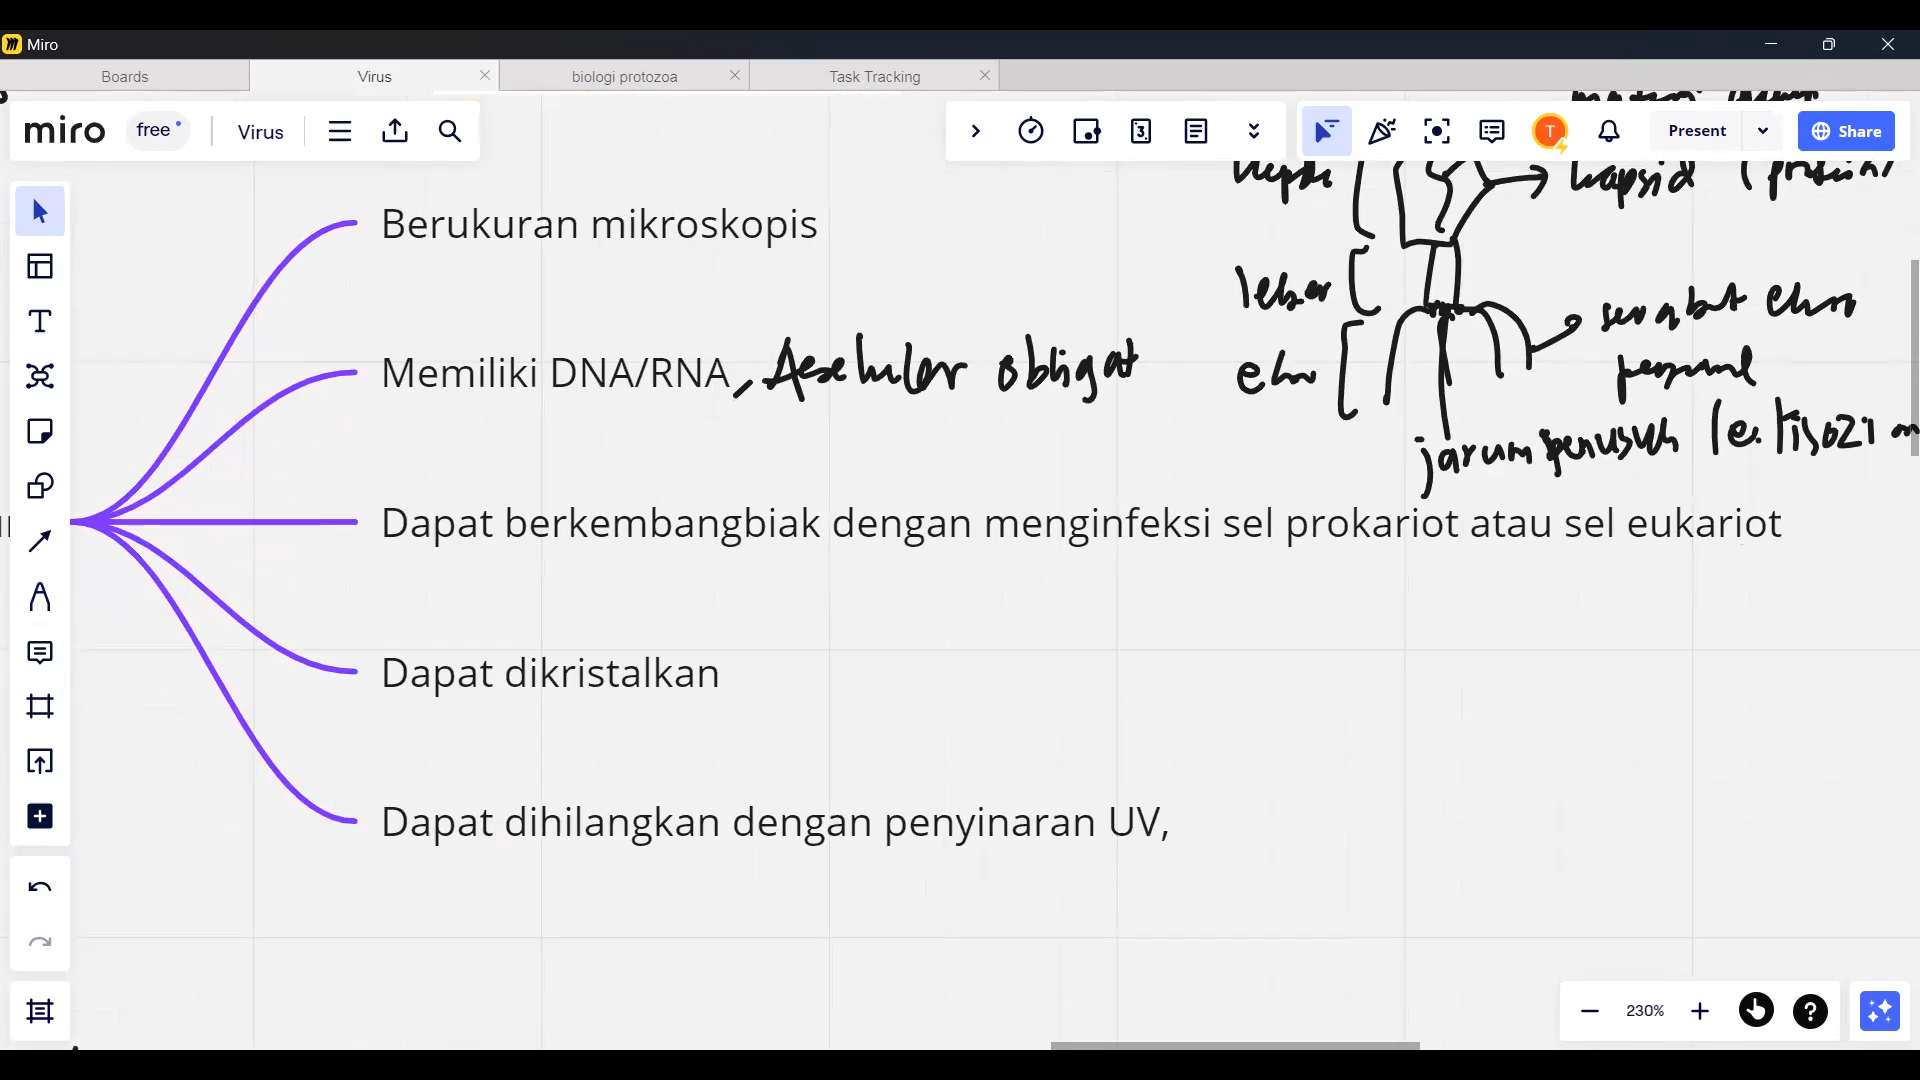 Miro
Boards
Virus
biologi protozoa
Task Tracking
miro
free
Virus
3
T
Present
Share
kapsid (protein)
Berukuran mikroskopis
leher
serabut ekor
Memiliki DNA/RNA, Aselular obligat
ekor
jarum penusuk
Dapat berkembangbiak dengan menginfeksi sel prokariot atau sel eukariot
Dapat dikristalkan
Dapat dihilangkan dengan penyinaran UV,
230%
?